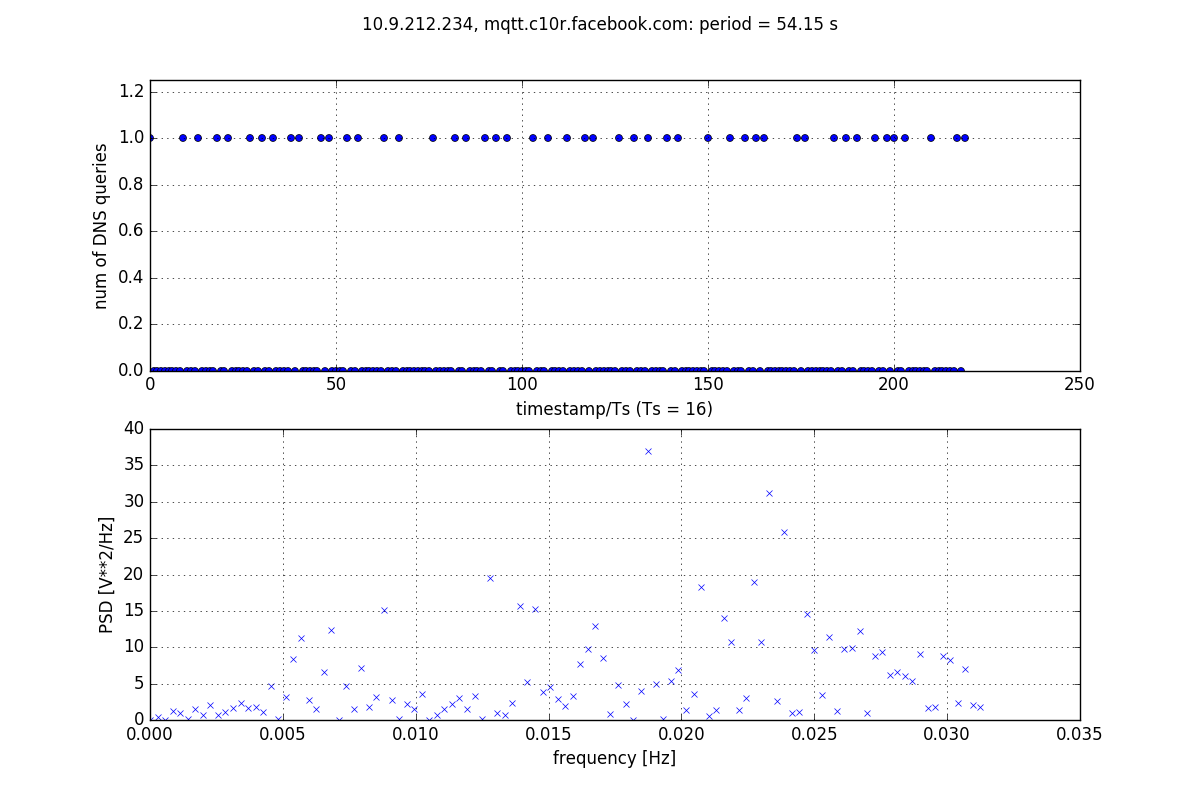 10.9.212.234, mqtt.c10r.facebook.com: period = 54.15 s
1.2
1.0
0.8
0.6
0.4
0.2
0.0
num of DNS queries
0 50 100 150 200 250
timestamp/Ts (Ts = 16)
40
35
30
25
20
15
10
5
0
PSD [V**2/Hz]
0.000 0.005 0.010 0.015 0.020 0.025 0.030 0.035
frequency [Hz]